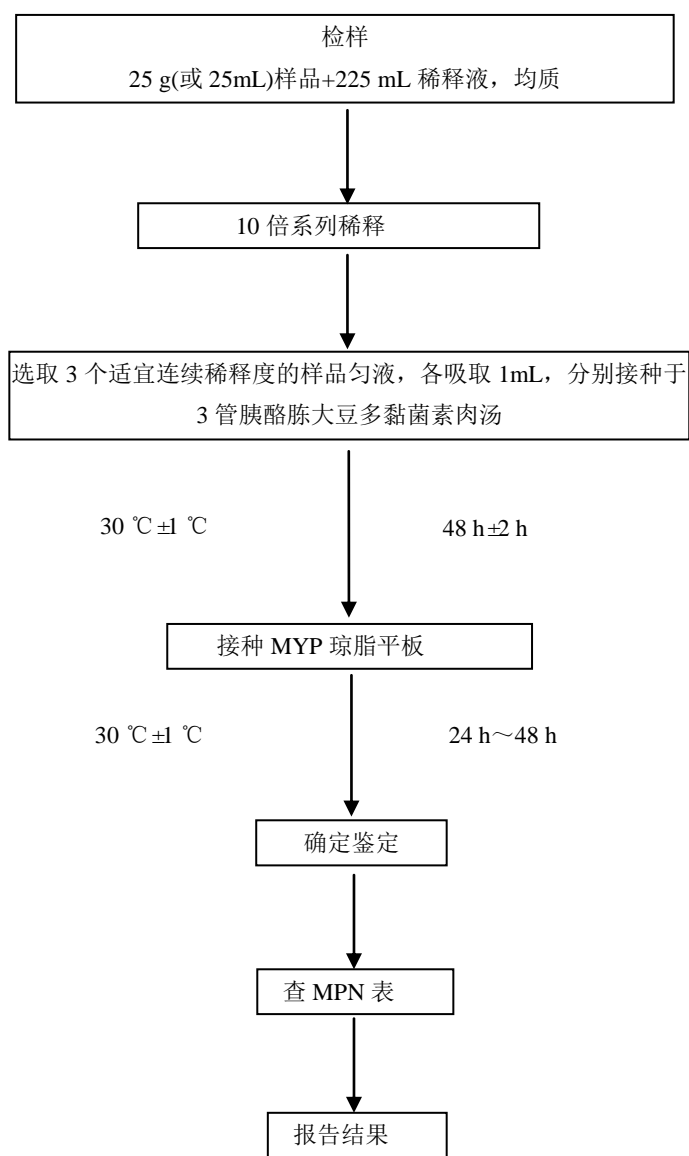 检样
25 g(或 25mL)样品+225 mL 稀释液，均质
10 倍系列稀释
选取 3 个适宜连续稀释度的样品匀液，各吸取 1mL，分别接种于
3 管胰酪胨大豆多黏菌素肉汤
30 ℃±1 ℃ 48 h±2 h
接种 MYP 琼脂平板
30 ℃±1 ℃ 24 h～48 h
确定鉴定
查 MPN 表
报告结果